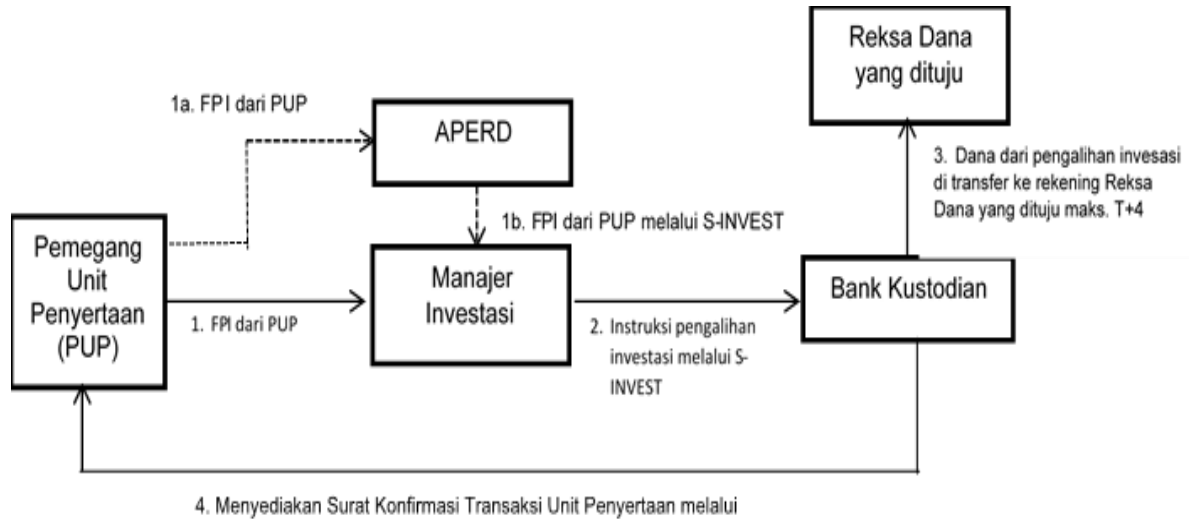 Reksa Dana
yang dituju
1a. FPI dari PUP
APERD
3. Dana dari pengalihan invesasi
di transfer ke rekening Reksa
Dana yang dituju maks. T+4
1b. FPI dari PUP melalui S-INVEST
Pemegang
Unit
Penyertaan
(PUP)
Manajer
Investasi
Bank Kustodian
1. FPI dari PUP
2. Instruksi pengalihan
investasi melalui S-
INVEST
4. Menyediakan Surat Konfirmasi Transaksi Unit Penyertaan melalui